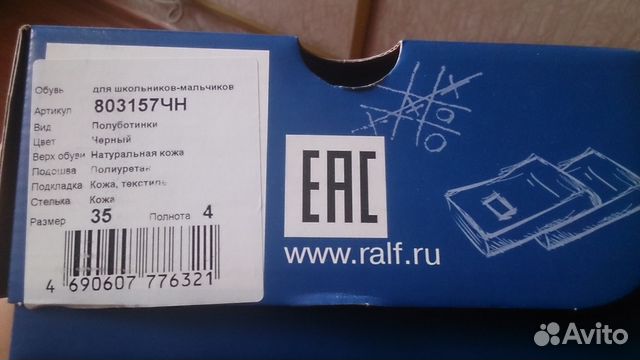 Обувь для школьников-мальчиков
Артикул 803157ЧН
Вид Полуботинки
Цвет Черный
Верх обуви Натуральная кожа
Подошва Полиуретан
Подкладка Кожа, текстиль
Стелька Кожа
Размер 35 Полнота 4
4 690607 776321
EAC
www.ralf.ru
Avito